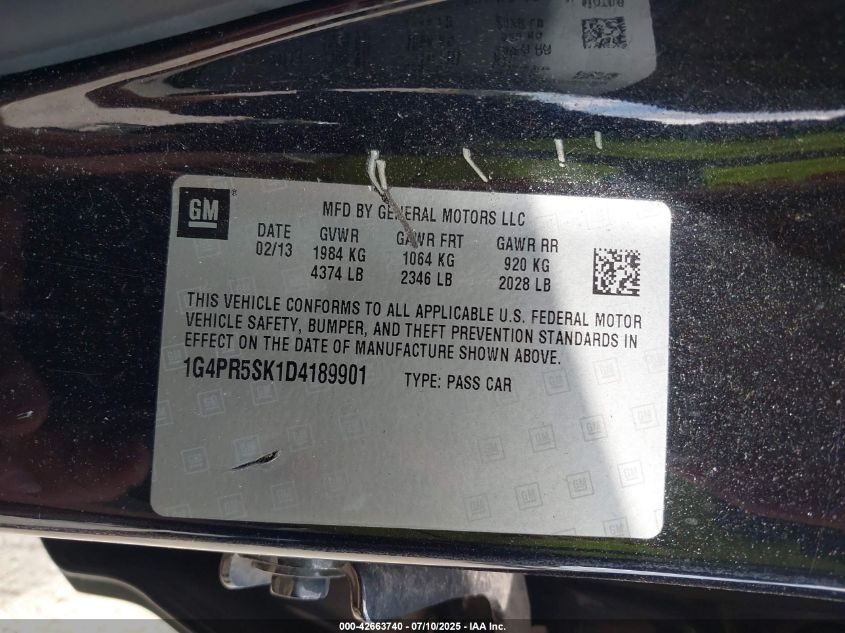 GM ®
MFD BY GENERAL MOTORS LLC
DATE GVWR GAWR FRT GAWR RR
02/13 1984 KG 1064 KG 920 KG
4374 LB 2346 LB 2028 LB
THIS VEHICLE CONFORMS TO ALL APPLICABLE U.S. FEDERAL MOTOR
VEHICLE SAFETY, BUMPER, AND THEFT PREVENTION STANDARDS IN
EFFECT ON THE DATE OF MANUFACTURE SHOWN ABOVE.
1G4PR5SK1D4189901 TYPE: PASS CAR
000-42663740 - 07/10/2025 - IAA Inc.